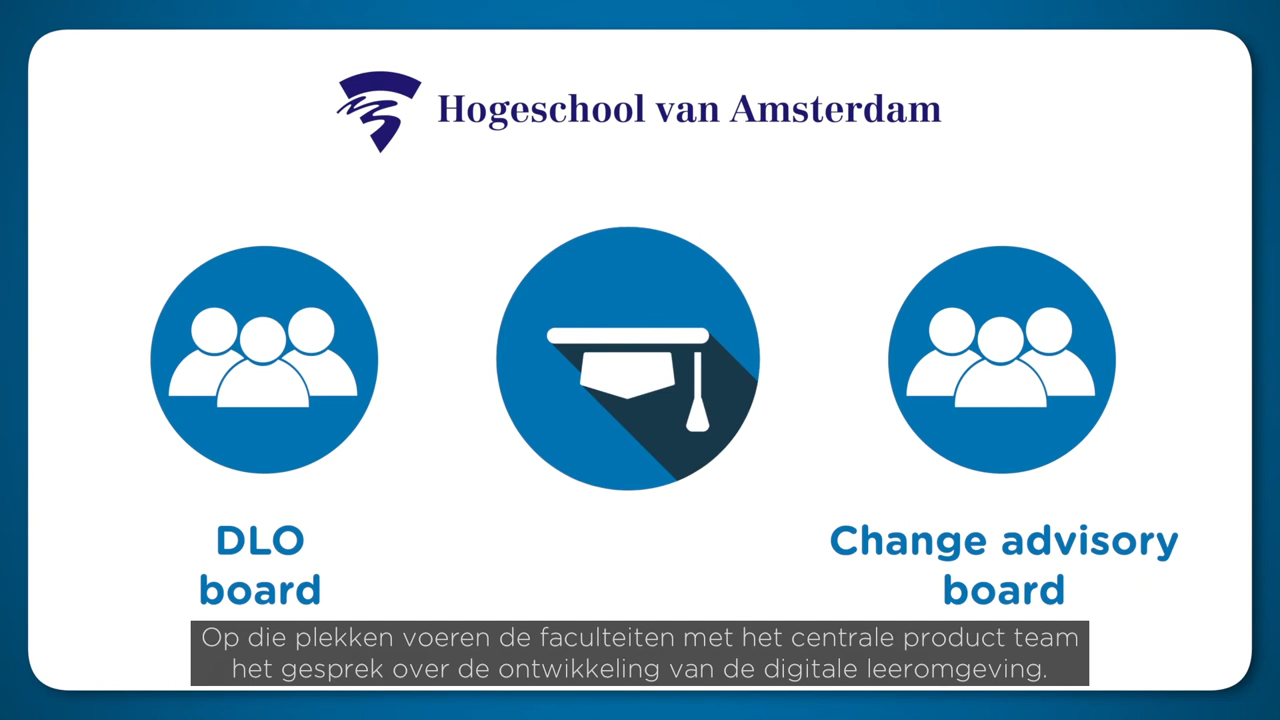 Hogeschool van Amsterdam
DLO
board
Change advisory
board
Op die plekken voeren de faculteiten met het centrale product team
het gesprek over de ontwikkeling van de digitale leeromgeving.